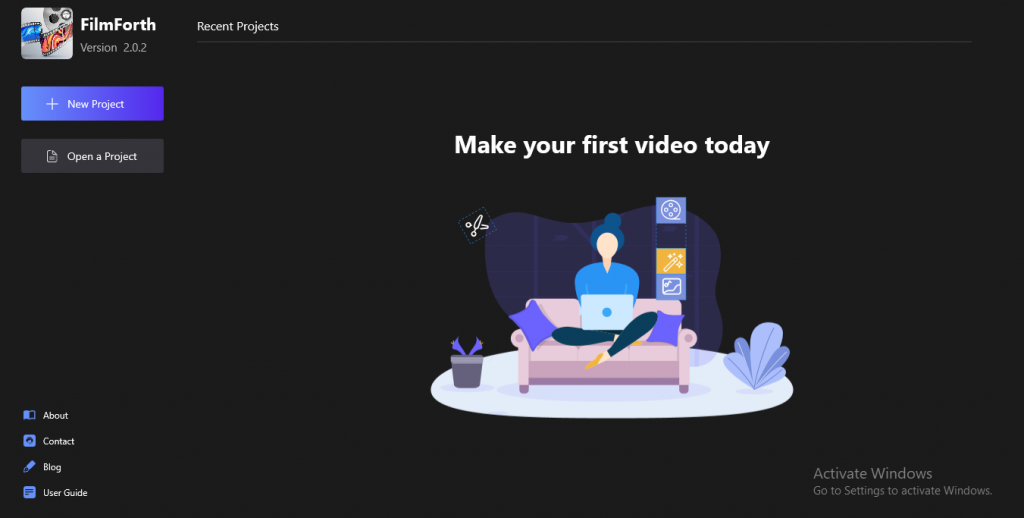 FilmForth
Version 2.0.2
New Project
Open a Project
About
Contact
Blog
User Guide
Recent Projects
Make your first video today
Activate Windows
Go to Settings to activate Windows.